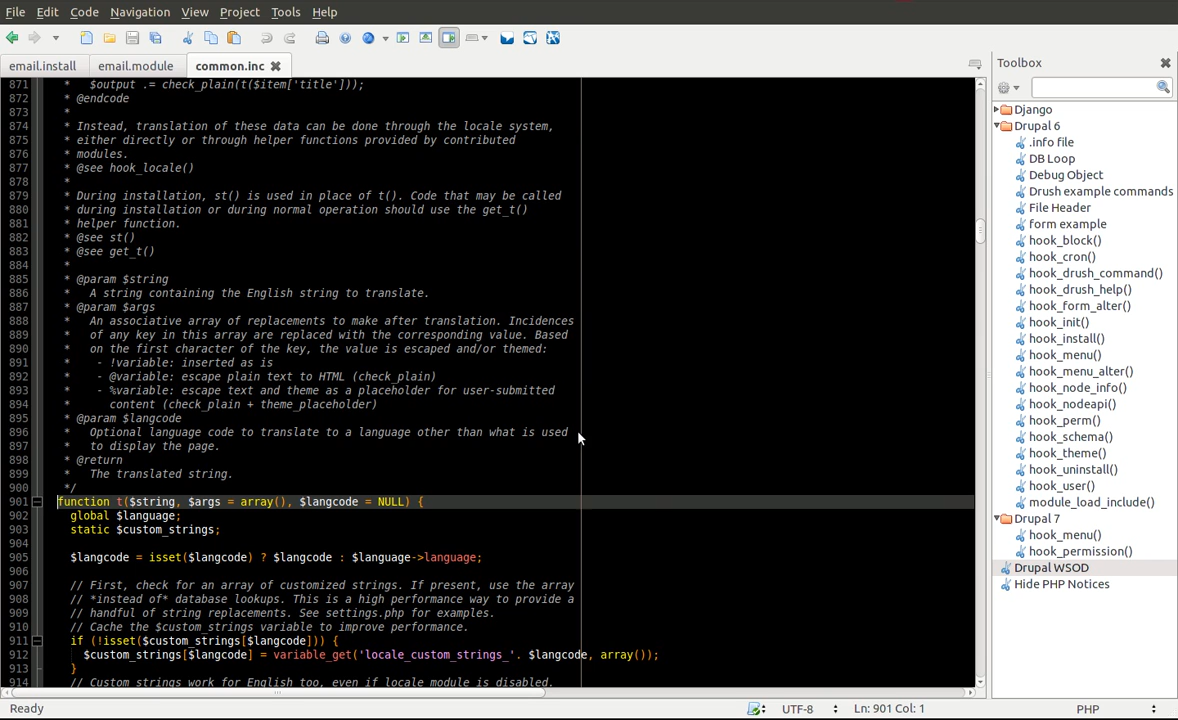 File Edit Code Navigation View Project Tools Help
email.install email.module common.inc
871 *   $output .= check_plain(t($item['title']));
872 * @endcode
873 *
874 * Instead, translation of these data can be done through the locale system,
875 * either directly or through helper functions provided by contributed
876 * modules.
877 * @see hook_locale()
878 *
879 * During installation, st() is used in place of t(). Code that may be called
880 * during installation or during normal operation should use the get_t()
881 * helper function.
882 * @see st()
883 * @see get_t()
884 *
885 * @param $string
886 *   A string containing the English string to translate.
887 * @param $args
888 *   An associative array of replacements to make after translation. Incidences
889 *   of any key in this array are replaced with the corresponding value. Based
890 *   on the first character of the key, the value is escaped and/or themed:
891 *    - !variable: inserted as is
892 *    - @variable: escape plain text to HTML (check_plain)
893 *    - %variable: escape text and theme as a placeholder for user-submitted
894 *      content (check_plain + theme_placeholder)
895 * @param $langcode
896 *   Optional language code to translate to a language other than what is used
897 *   to display the page.
898 * @return
899 *   The translated string.
900 */
901 function t($string, $args = array(), $langcode = NULL) {
902   global $language;
903   static $custom_strings;
904
905   $langcode = isset($langcode) ? $langcode : $language->language;
906
907   // First, check for an array of customized strings. If present, use the array
908   // *instead of* database lookups. This is a high performance way to provide a
909   // handful of string replacements. See settings.php for examples.
910   // Cache the $custom_strings variable to improve performance.
911   if (!isset($custom_strings[$langcode])) {
912     $custom_strings[$langcode] = variable_get('locale_custom_strings_'. $langcode, array());
913   }
914   // Custom strings work for English too, even if locale module is disabled.
Toolbox
Django
Drupal 6
.info file
DB Loop
Debug Object
Drush example commands
File Header
form example
hook_block()
hook_cron()
hook_drush_command()
hook_drush_help()
hook_form_alter()
hook_init()
hook_install()
hook_menu()
hook_menu_alter()
hook_node_info()
hook_nodeapi()
hook_perm()
hook_schema()
hook_theme()
hook_uninstall()
hook_user()
module_load_include()
Drupal 7
hook_menu()
hook_permission()
Drupal WSOD
Hide PHP Notices
Ready UTF-8 Ln: 901 Col: 1 PHP